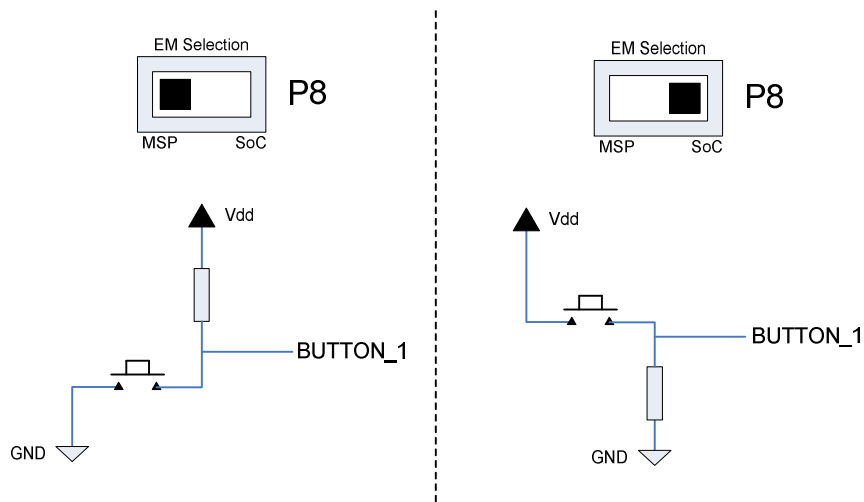 EM Selection
P8
MSP SoC
Vdd
BUTTON_1
GND
EM Selection
P8
MSP SoC
Vdd
BUTTON_1
GND